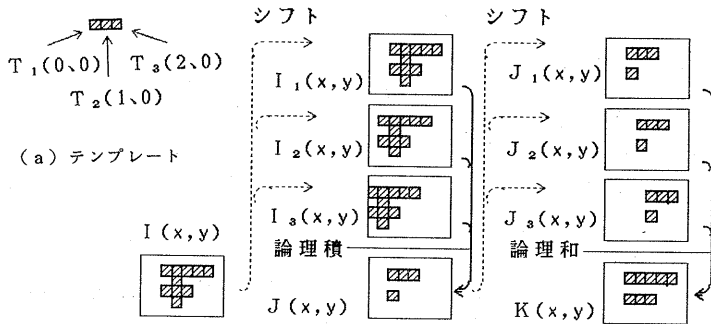 シフト
シフト
T₁(0、0)
T₃(2、0)
T₂(1、0)
(a) テンプレート
I(x,y)
I₁(x,y)
I₂(x,y)
I₃(x,y)
論理積
J(x,y)
J₁(x,y)
J₂(x,y)
J₃(x,y)
論理和
K(x,y)